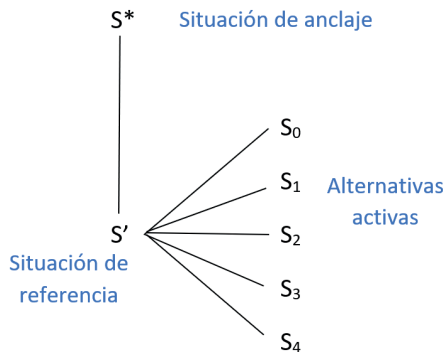 S* Situación de anclaje
S₀
S₁
Alternativas
activas
S₂
S’
Situación de
referencia
S₃
S₄